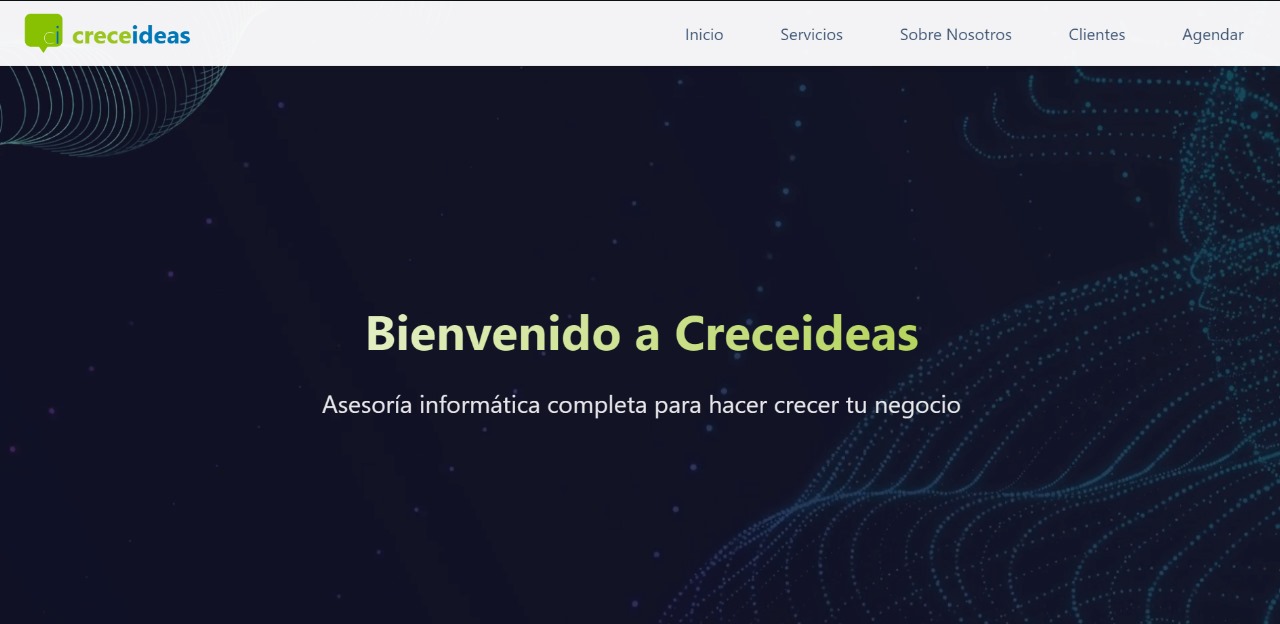 ci creceideas
Inicio Servicios Sobre Nosotros Clientes Agendar
Bienvenido a Creceideas
Asesoría informática completa para hacer crecer tu negocio